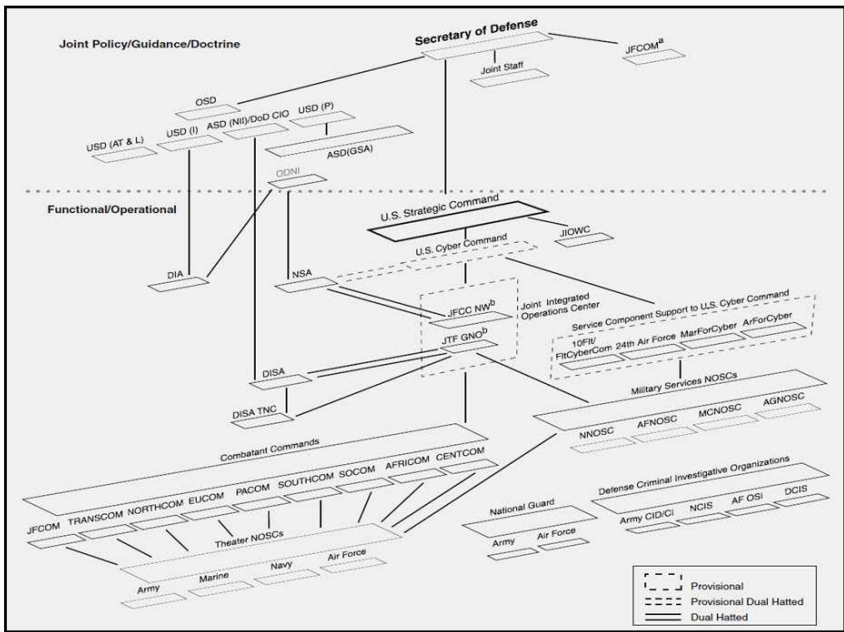 Secretary of Defense
Joint Policy/Guidance/Doctrine
JFCOMa
Joint Staff
OSD
USD (AT & L)
USD (I)
ASD (NII)/DoD CIO
USD (P)
ASD(GSA)
ODNI
Functional/Operational
U.S. Strategic Command
JIOWC
U.S. Cyber Command
DIA
NSA
JFCC NWb
Joint Integrated
Operations Center
Service Component Support to U.S. Cyber Command
JTF GNOb
10Flt/
FltCyberCom
24th Air Force
MarForCyber
ArForCyber
DISA
Military Services NOSCs
DISA TNC
NNOSC
AFNOSC
MCNOSC
AGNOSC
Combatant Commands
JFCOM
TRANSCOM
NORTHCOM
EUCOM
PACOM
SOUTHCOM
SOCOM
AFRICOM
CENTCOM
Defense Criminal Investigative Organizations
National Guard
Army CID/CI
NCIS
AF OSI
DCIS
Theater NOSCs
Army
Air Force
Army
Marine
Navy
Air Force
Provisional
Provisional Dual Hatted
Dual Hatted